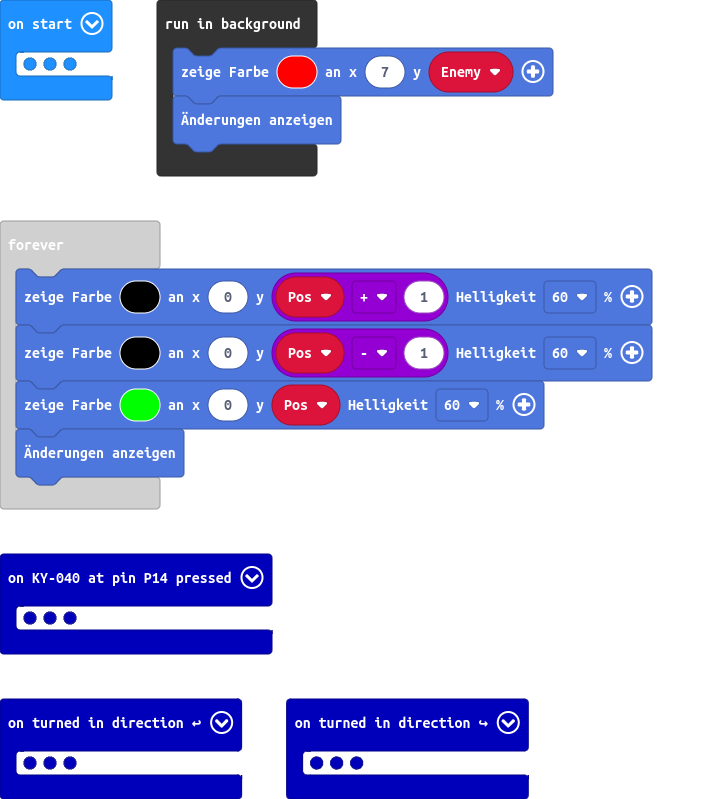 on start
run in background
zeige Farbe an x 7 y Enemy
Änderungen anzeigen
forever
zeige Farbe an x 0 y Pos + 1 Helligkeit 60 %
zeige Farbe an x 0 y Pos - 1 Helligkeit 60 %
zeige Farbe an x 0 y Pos Helligkeit 60 %
Änderungen anzeigen
on KY-040 at pin P14 pressed
on turned in direction ↩
on turned in direction ↪